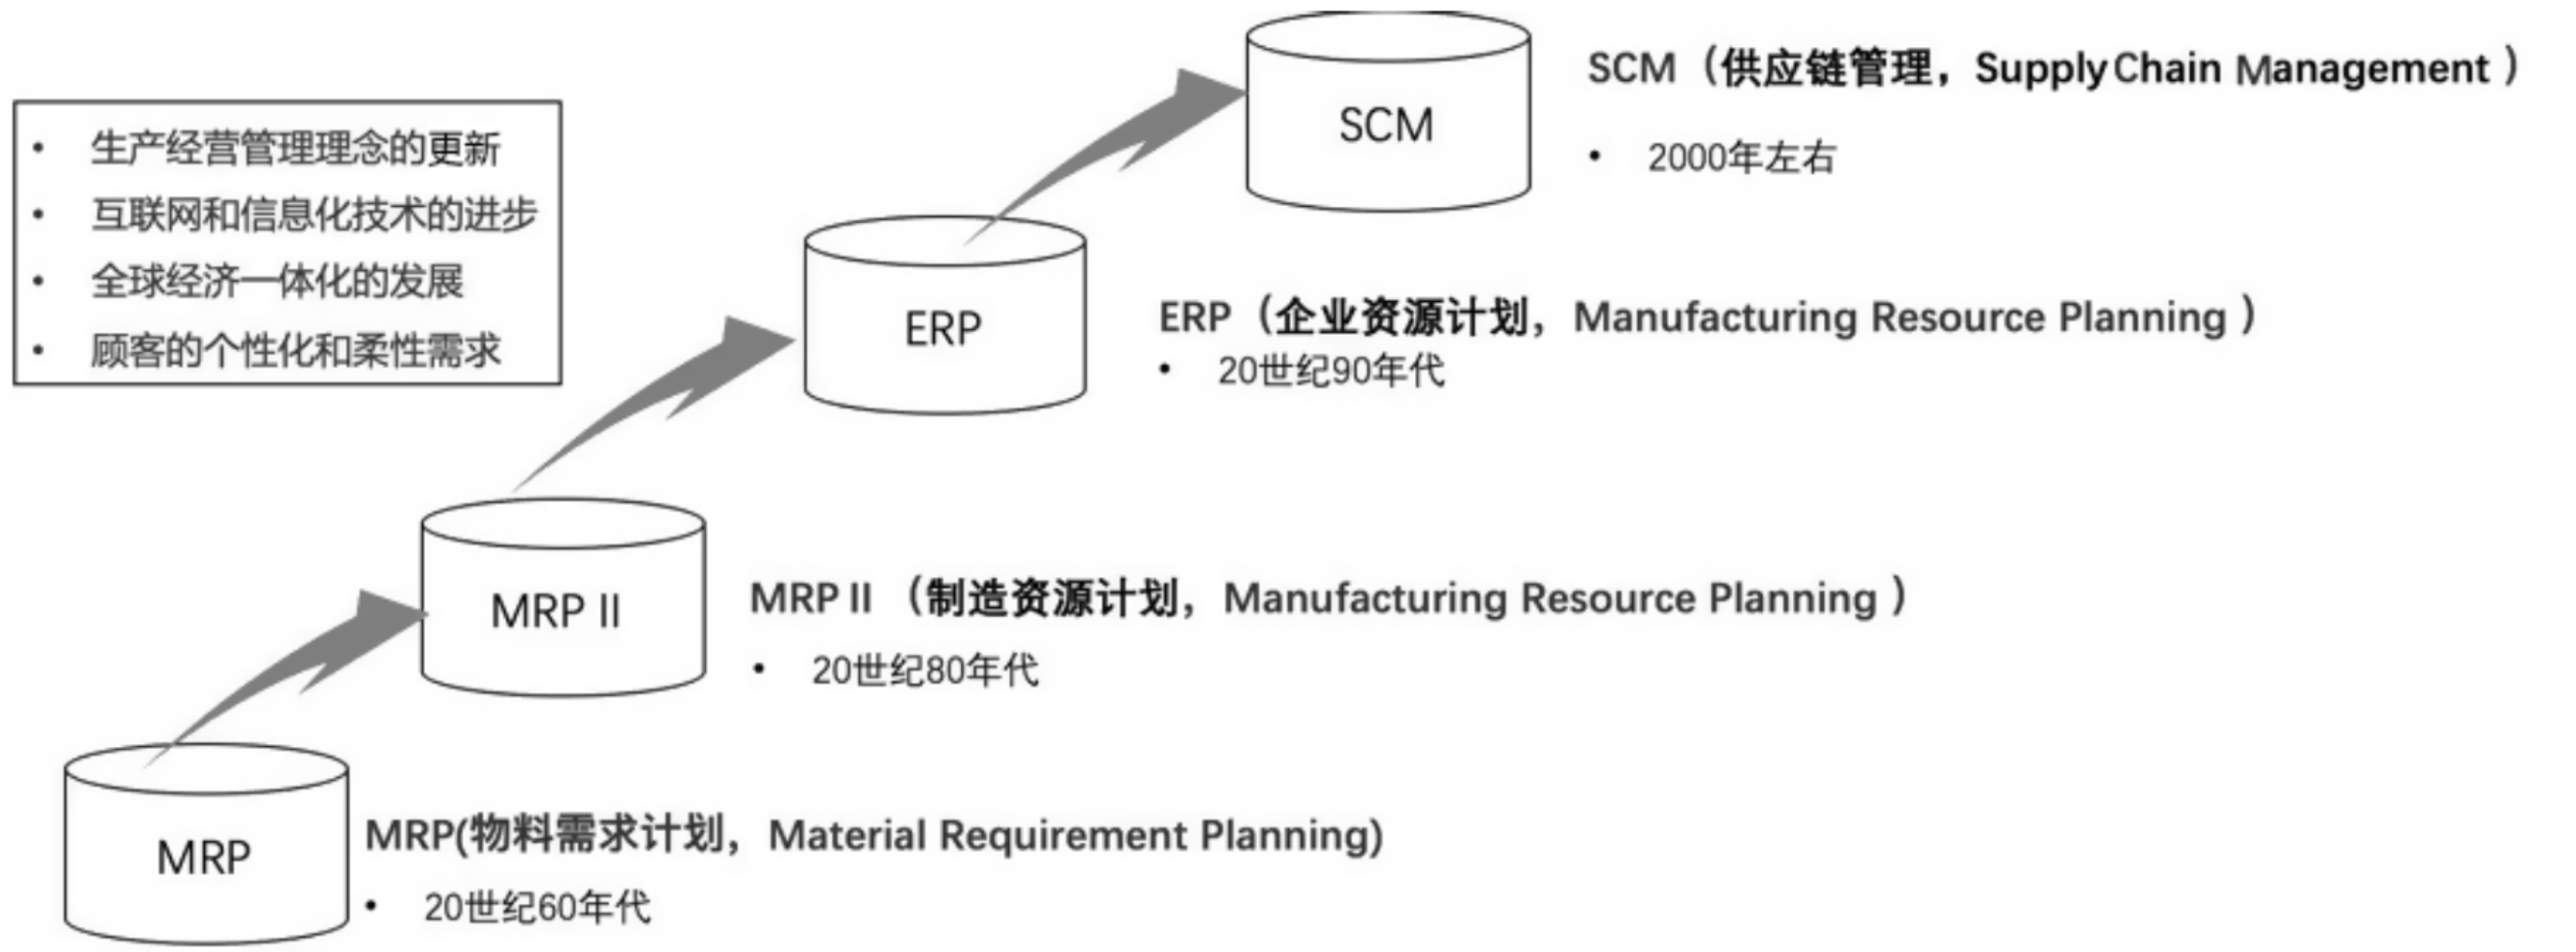 SCM
SCM（供应链管理，Supply Chain Management ）
• 2000年左右
• 生产经营管理理念的更新
• 互联网和信息化技术的进步
• 全球经济一体化的发展
• 顾客的个性化和柔性需求
ERP
ERP（企业资源计划，Manufacturing Resource Planning ）
• 20世纪90年代
MRP II
MRP II （制造资源计划，Manufacturing Resource Planning ）
• 20世纪80年代
MRP
MRP(物料需求计划，Material Requirement Planning)
• 20世纪60年代